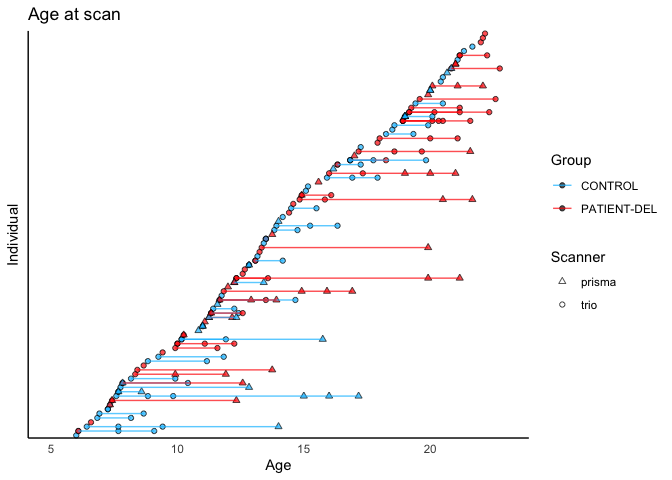 Age at scan
Individual
5 10 15 20
Age
Group
CONTROL
PATIENT-DEL
Scanner
prisma
trio